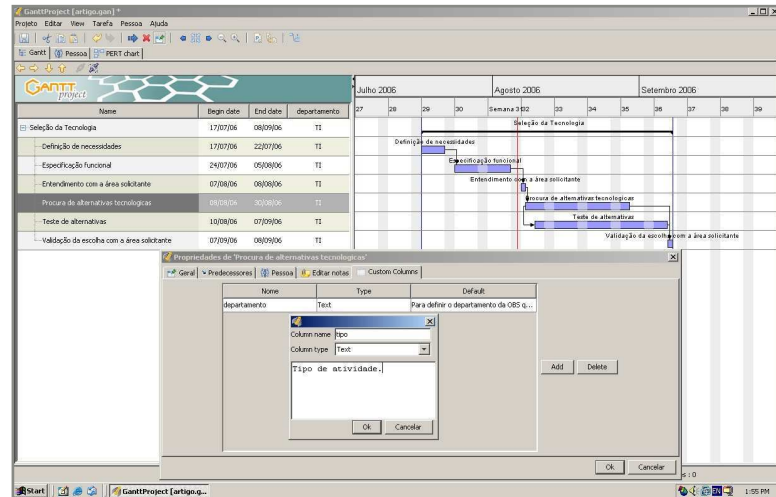 GanttProject [artigo.gan] *
Projeto Editar View Tarefa Pessoa Ajuda
Gantt Pessoa PERT chart
GANTT project
Julho 2006 Agosto 2006 Setembro 2006
Name Begin date End date departamento
27 28 29 30 Semana 31 32 33 34 35 36 37 38 39
Seleção da Tecnologia 17/07/06 08/09/06 TI
Seleção da Tecnologia
Definição de necessidades 17/07/06 22/07/06 TI
Definição de necessidades
Especificação funcional 24/07/06 05/08/06 TI
Especificação funcional
Entendimento com a área solicitante 07/08/06 08/08/06 TI
Entendimento com a área solicitante
Procura de alternativas tecnologicas 08/08/06 30/08/06 TI
Procura de alternativas tecnologicas
Teste de alternativas 10/08/06 07/09/06 TI
Teste de alternativas
Validação da escolha com a área solicitante 07/09/06 08/09/06 TI
Validação da escolha com a área solicitante
Propriedades de 'Procura de alternativas tecnologicas'
Geral Predecessores Pessoa Editar notas Custom Columns
Nome Type Default
departamento Text Para definir o departamento da OBS q...
Column name tipo
Column type Text
Tipo de atividade.
Add Delete
Ok Cancelar
Ok Cancelar
s : 0
Start GanttProject [artigo.g... EN 1:55 PM